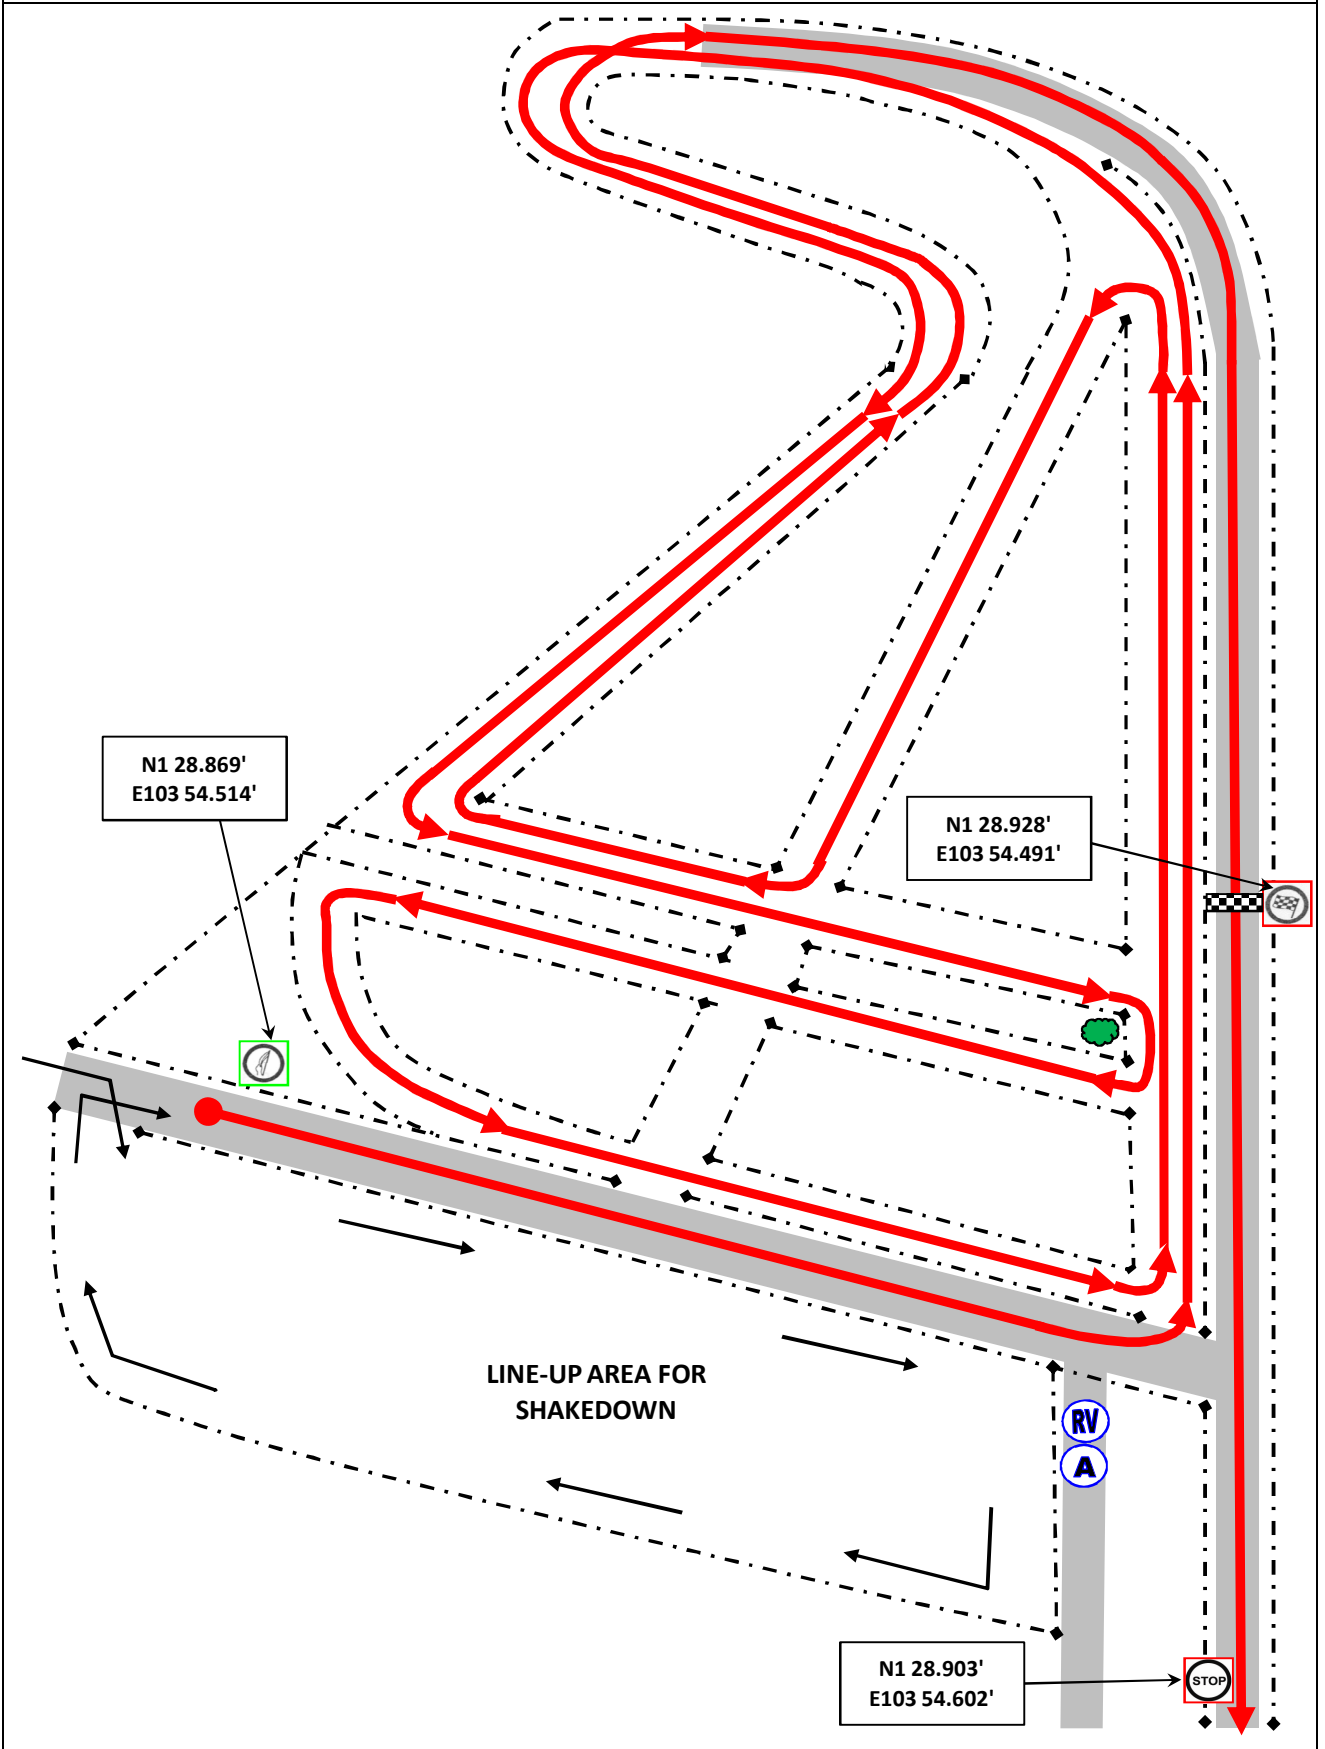 N1 28.869'
E103 54.514'
N1 28.928'
E103 54.491'
LINE-UP AREA FOR
SHAKEDOWN
RV
A
N1 28.903'
E103 54.602'
STOP